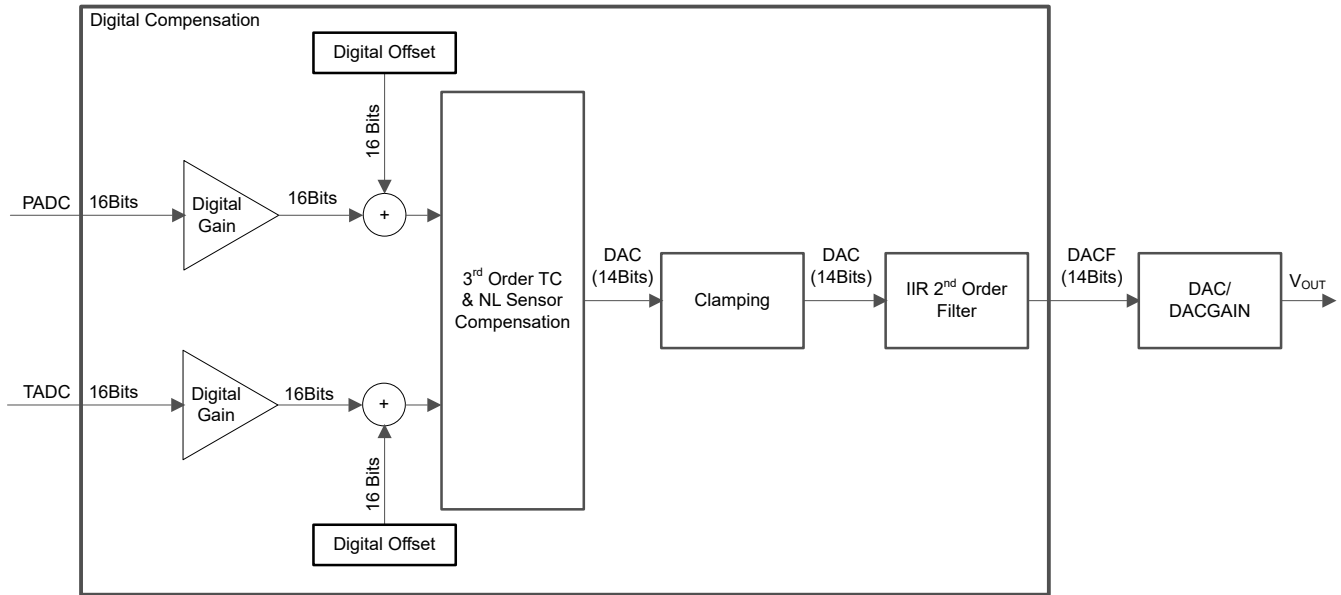 Digital Compensation
Digital Offset
16 Bits
PADC
16Bits
Digital
Gain
16Bits
+
3rd Order TC
& NL Sensor
Compensation
DAC
(14Bits)
Clamping
DAC
(14Bits)
IIR 2nd Order
Filter
DACF
(14Bits)
DAC/
DACGAIN
VOUT
TADC
16Bits
Digital
Gain
16Bits
+
16 Bits
Digital Offset